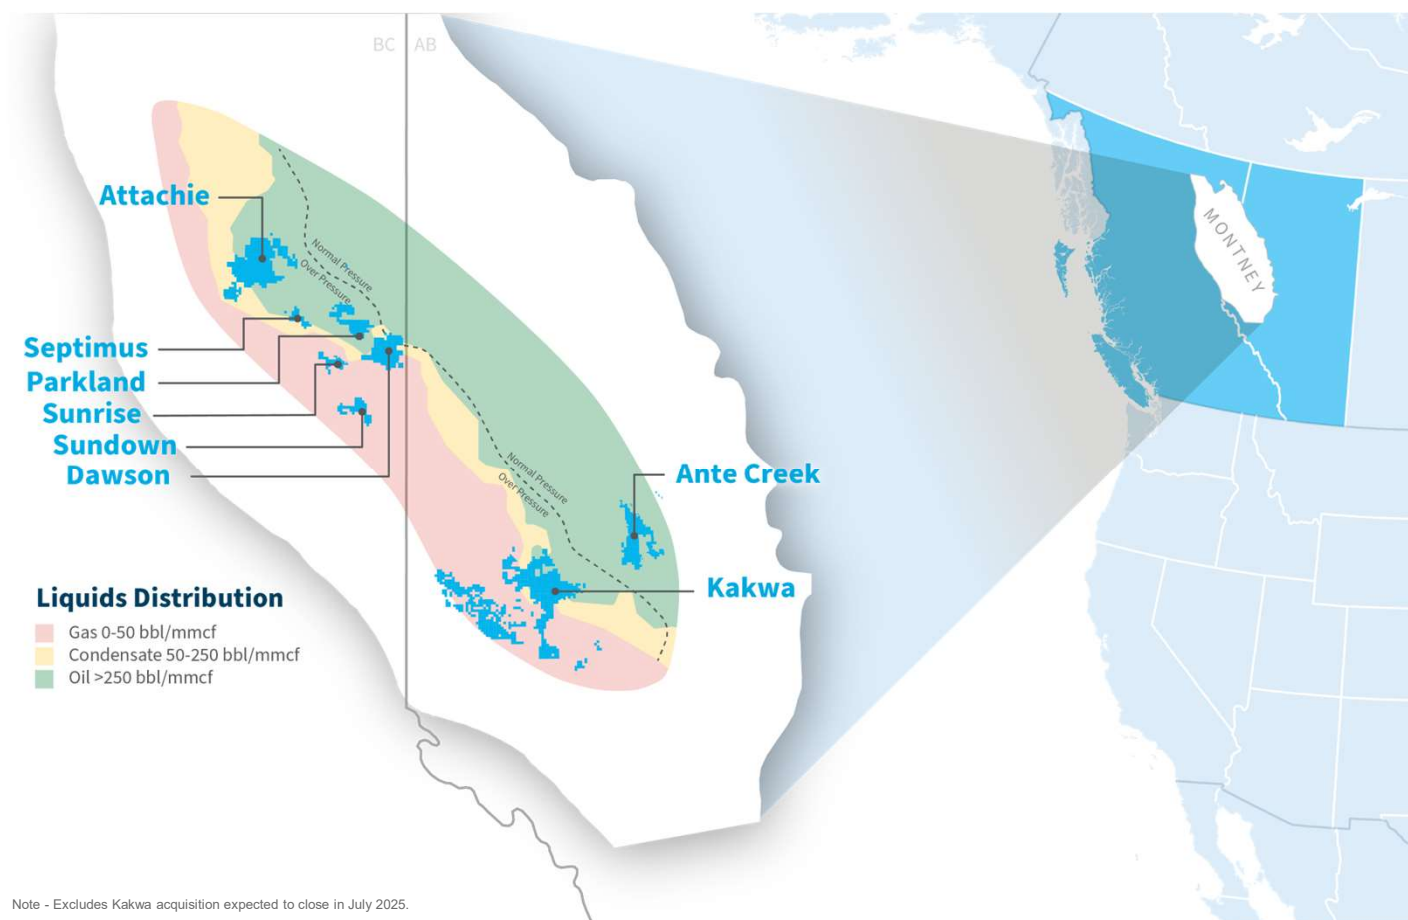 BC
AB
MONTNEY
Attachie
Normal Pressure
Over Pressure
Septimus
Parkland
Sunrise
Sundown
Dawson
Normal Pressure
Over Pressure
Ante Creek
Kakwa
Liquids Distribution
Gas 0-50 bbl/mmcf
Condensate 50-250 bbl/mmcf
Oil >250 bbl/mmcf
Note - Excludes Kakwa acquisition expected to close in July 2025.